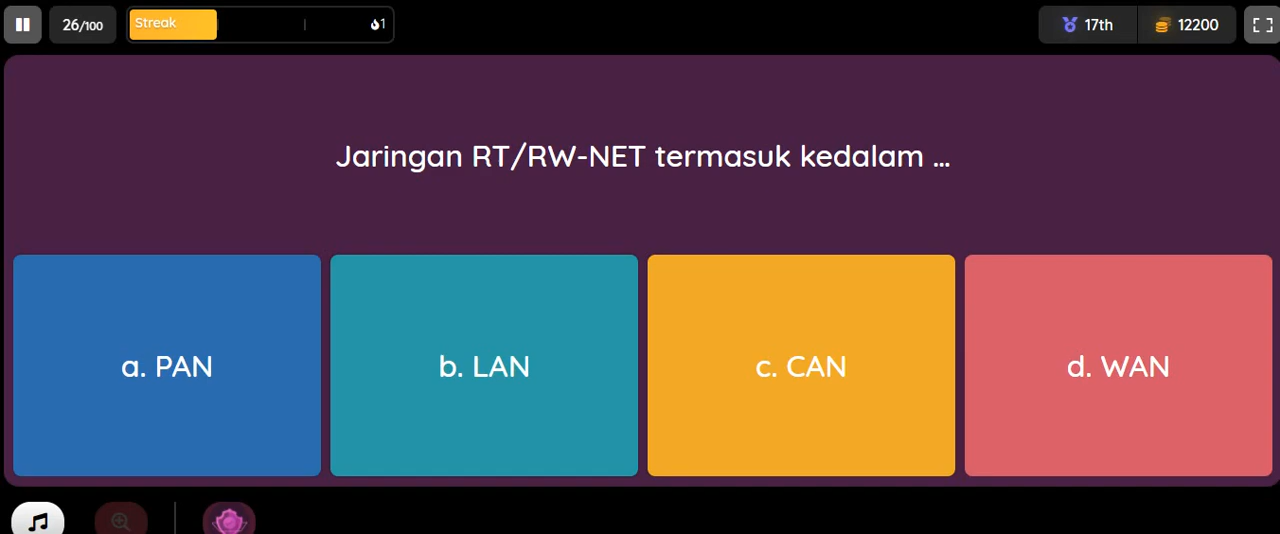 26/100
Streak
1
17th
12200
Jaringan RT/RW-NET termasuk kedalam ...
a. PAN
b. LAN
c. CAN
d. WAN